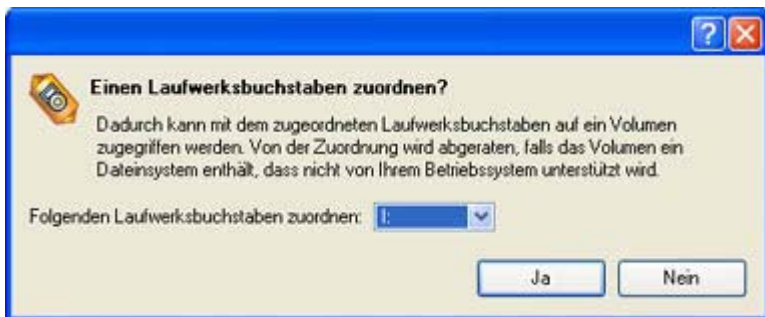 Einen Laufwerksbuchstaben zuordnen?
Dadurch kann mit dem zugeordneten Laufwerksbuchstaben auf ein Volumen
zugegriffen werden. Von der Zuordnung wird abgeraten, falls das Volumen ein
Dateinsystem enthält, dass nicht von Ihrem Betriebssystem unterstützt wird.
Folgenden Laufwerksbuchstaben zuordnen: I:
Ja Nein